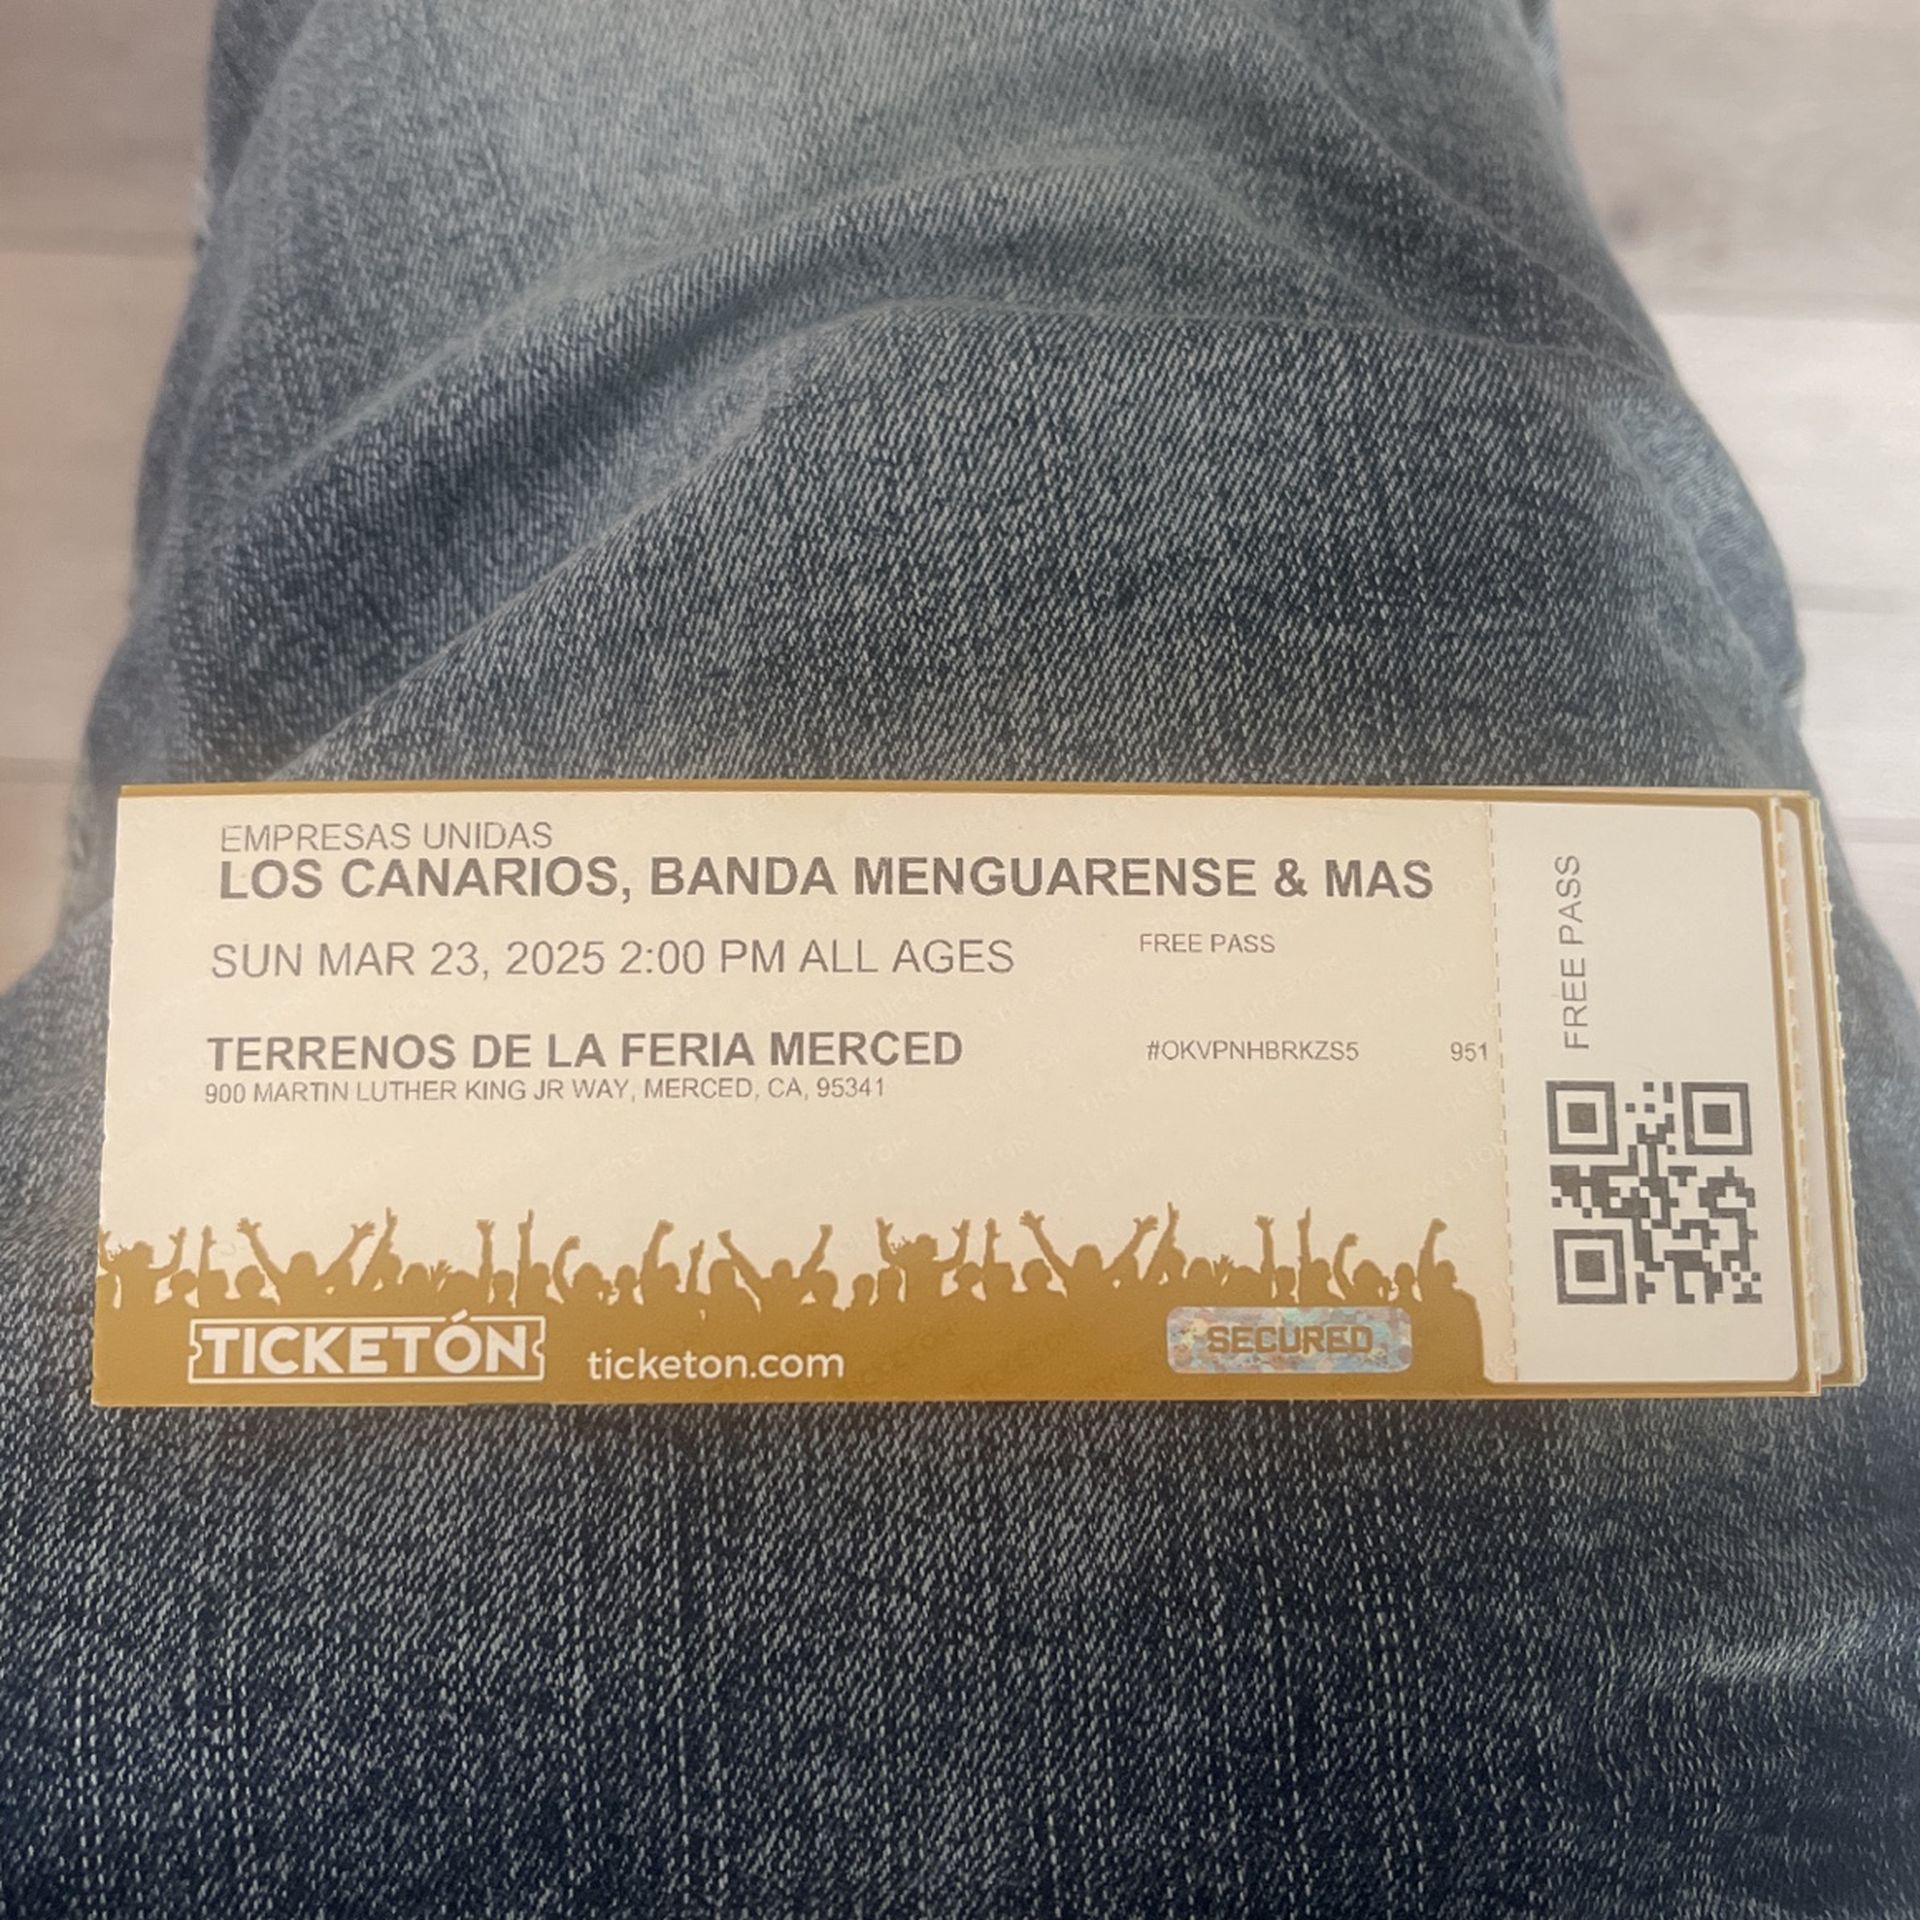 EMPRESAS UNIDAS
LOS CANARIOS, BANDA MENGUARENSE & MAS
SUN MAR 23, 2025 2:00 PM ALL AGES
FREE PASS
TERRENOS DE LA FERIA MERCED
900 MARTIN LUTHER KING JR WAY, MERCED, CA, 95341
#OKVPNHBRKZS5 951
TICKETÓN
ticketon.com
SECURED
FREE PASS